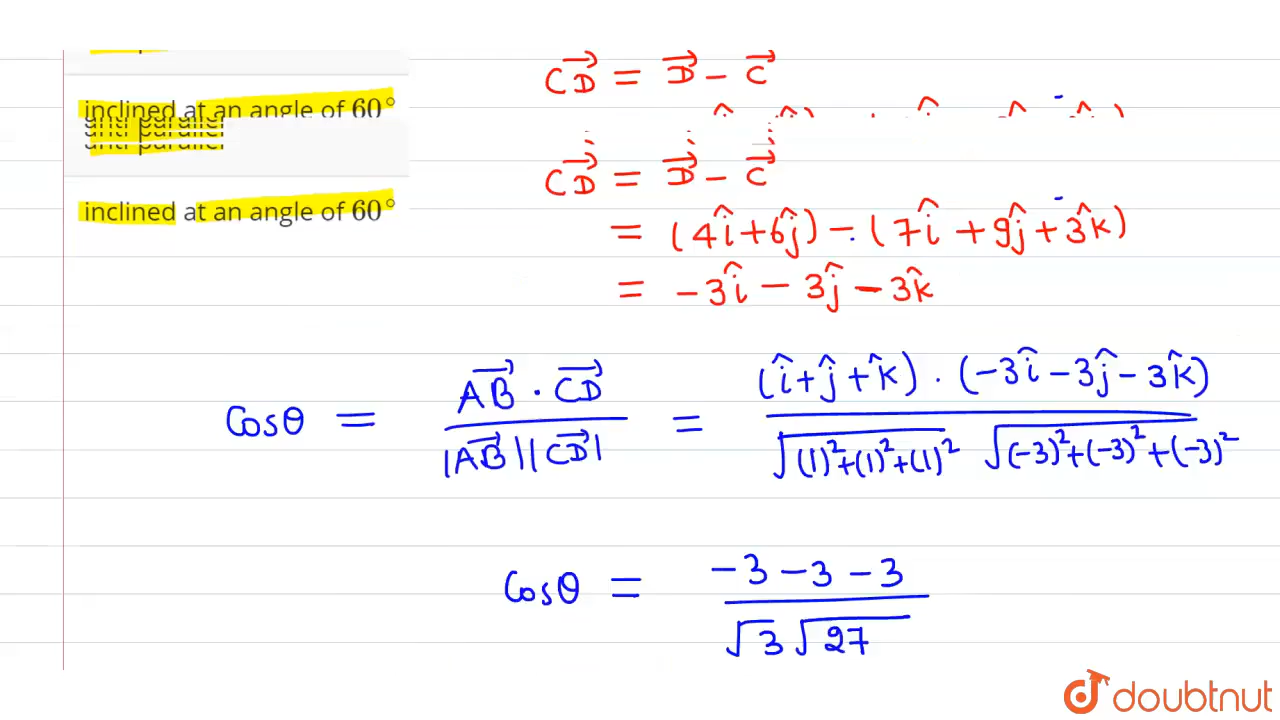 CD = D - C
inclined at an angle of 60°
anti parallel
anti parallel
CD⃗ = D⃗ - C⃗
inclined at an angle of 60°
= (4î+6ĵ) - (7î + 9ĵ + 3k̂)
= -3î - 3ĵ - 3k̂
Cosθ = AB⃗ · CD⃗ / |AB⃗||CD⃗| = (î+ĵ+k̂) · (-3î-3ĵ-3k̂) / √(1)²+(1)²+(1)² √(-3)²+(-3)²+(-3)²
Cosθ = -3-3-3 / √3√27
doubtnut